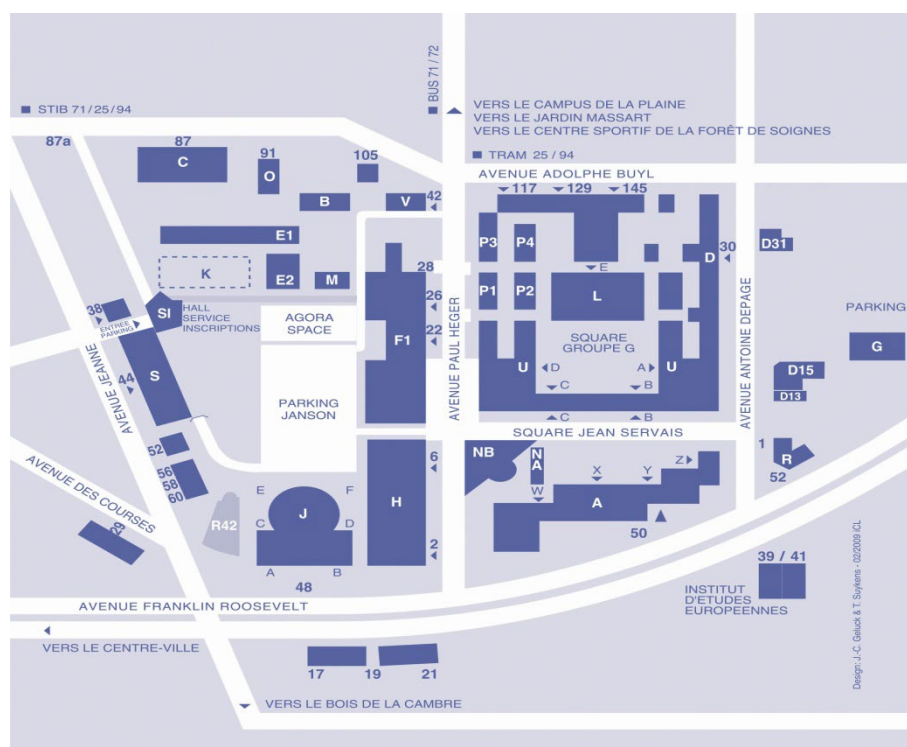 BUS 71 / 72
STIB 71 / 25 / 94
VERS LE CAMPUS DE LA PLAINE
VERS LE JARDIN MASSART
VERS LE CENTRE SPORTIF DE LA FORÊT DE SOIGNES
87a
87
91
105
TRAM 25 / 94
AVENUE ADOLPHE BUYL
C
O
B
V
42
117
129
145
E1
P3
P4
D
30
D31
K
E2
M
28
E
26
P1
P2
L
AVENUE PAUL HEGER
AVENUE ANTOINE DEPAGE
38
SI
HALL
SERVICE
INSCRIPTIONS
ENTREE
PARKING
AGORA
SPACE
F1
22
SQUARE
GROUPE G
PARKING
G
AVENUE JEANNE
44
S
U
D
A
U
C
B
D15
D13
PARKING
JANSON
C
B
SQUARE JEAN SERVAIS
AVENUE DES COURSES
52
56
58
60
6
NB
NA
W
X
Y
Z
1
R
52
E
F
J
H
A
50
R42
C
D
29
2
A
B
48
39 / 41
INSTITUT
D'ETUDES
EUROPEENNES
AVENUE FRANKLIN ROOSEVELT
VERS LE CENTRE-VILLE
17
19
21
VERS LE BOIS DE LA CAMBRE
Design: J.-C. Geluck & T. Suykens - 02/2009 ICL